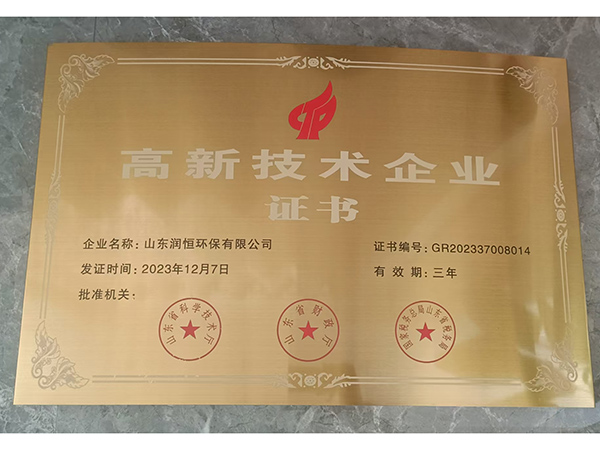 高新技术企业
证书
企业名称：山东润恒环保有限公司 证书编号：GR202337008014
发证时间：2023年12月7日 有 效 期：三年
批准机关：
山东省科学技术厅 山东省财政厅 国家税务总局山东省税务局